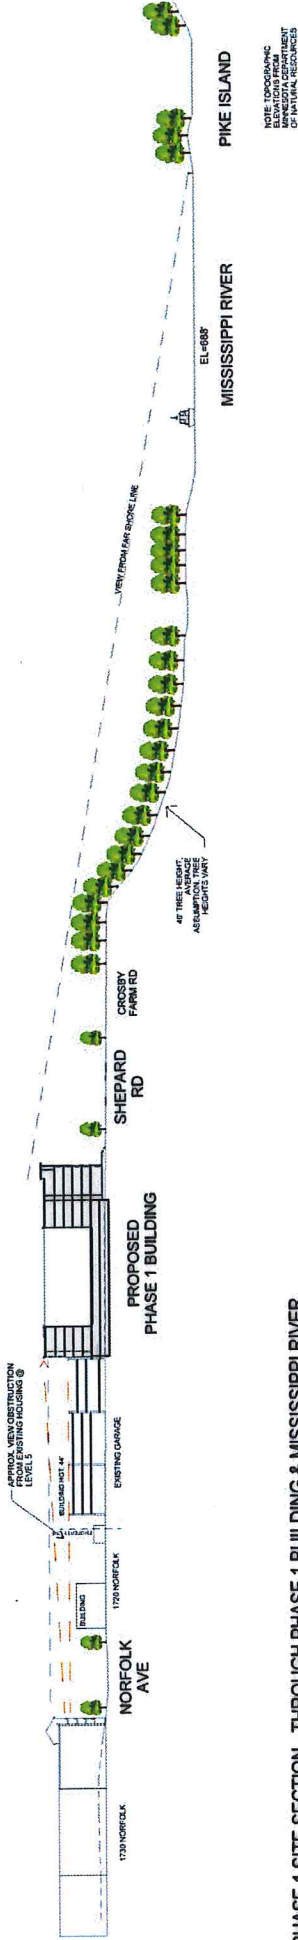 APPROX. VIEW OBSTRUCTION
FROM EXISTING HOUSING @
LEVEL 5
BUILDING HGT. 44'
BUILDING
1730 NORFOLK
NORFOLK
AVE
1720 NORFOLK
EXISTING GARAGE
PROPOSED
PHASE 1 BUILDING
SHEPARD
RD
CROSBY
FARM RD
40' TREE HEIGHT,
AVERAGE
ASSUMPTION, TREE
HEIGHTS VARY
VIEW FROM FAR SHORE LINE
EL=688'
MISSISSIPPI RIVER
PIKE ISLAND
NOTE: TOPOGRAPHIC
ELEVATIONS FROM
MINNESOTA DEPARTMENT
OF NATURAL RESOURCES
PHASE 1 SITE SECTION - THROUGH PHASE 1 BUILDING & MISSISSIPPI RIVER